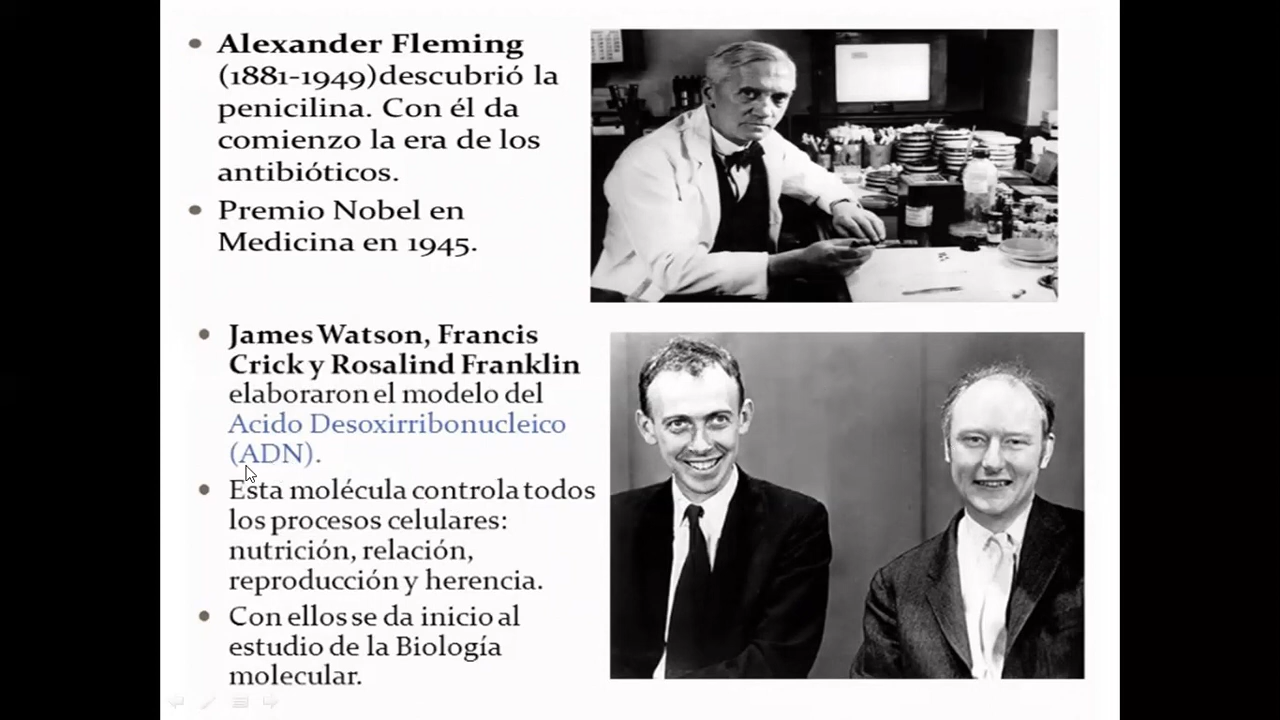 Alexander Fleming
(1881-1949)descubrió la
penicilina. Con él da
comienzo la era de los
antibióticos.
Premio Nobel en
Medicina en 1945.
James Watson, Francis
Crick y Rosalind Franklin
elaboraron el modelo del
Acido Desoxirribonucleico
(ADN).
Esta molécula controla todos
los procesos celulares:
nutrición, relación,
reproducción y herencia.
Con ellos se da inicio al
estudio de la Biología
molecular.